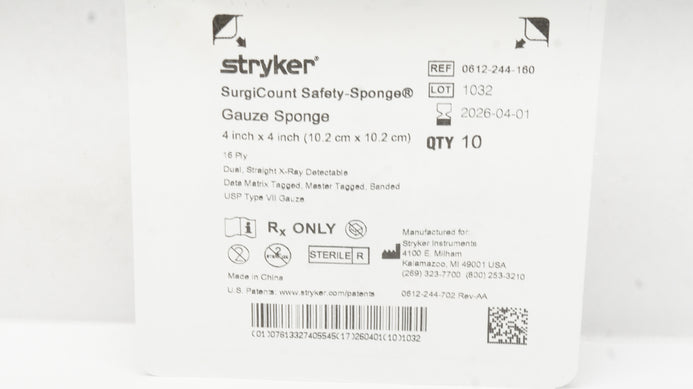 stryker®
SurgiCount Safety-Sponge®
Gauze Sponge
4 inch x 4 inch (10.2 cm x 10.2 cm)
16 Ply
Dual, Straight X-Ray Detectable
Data Matrix Tagged, Master Tagged, Banded
USP Type VII Gauze
REF 0612-244-160
LOT 1032
2026-04-01
QTY 10
Rx ONLY
2
STERILE R
Made in China
U.S. Patents: www.stryker.com/patents
Manufactured for:
Stryker Instruments
4100 E. Milham
Kalamazoo, MI 49001 USA
(269) 323-7700 (800) 253-3210
0612-244-702 Rev-AA
(01)07613327405545(17)260401(10)1032